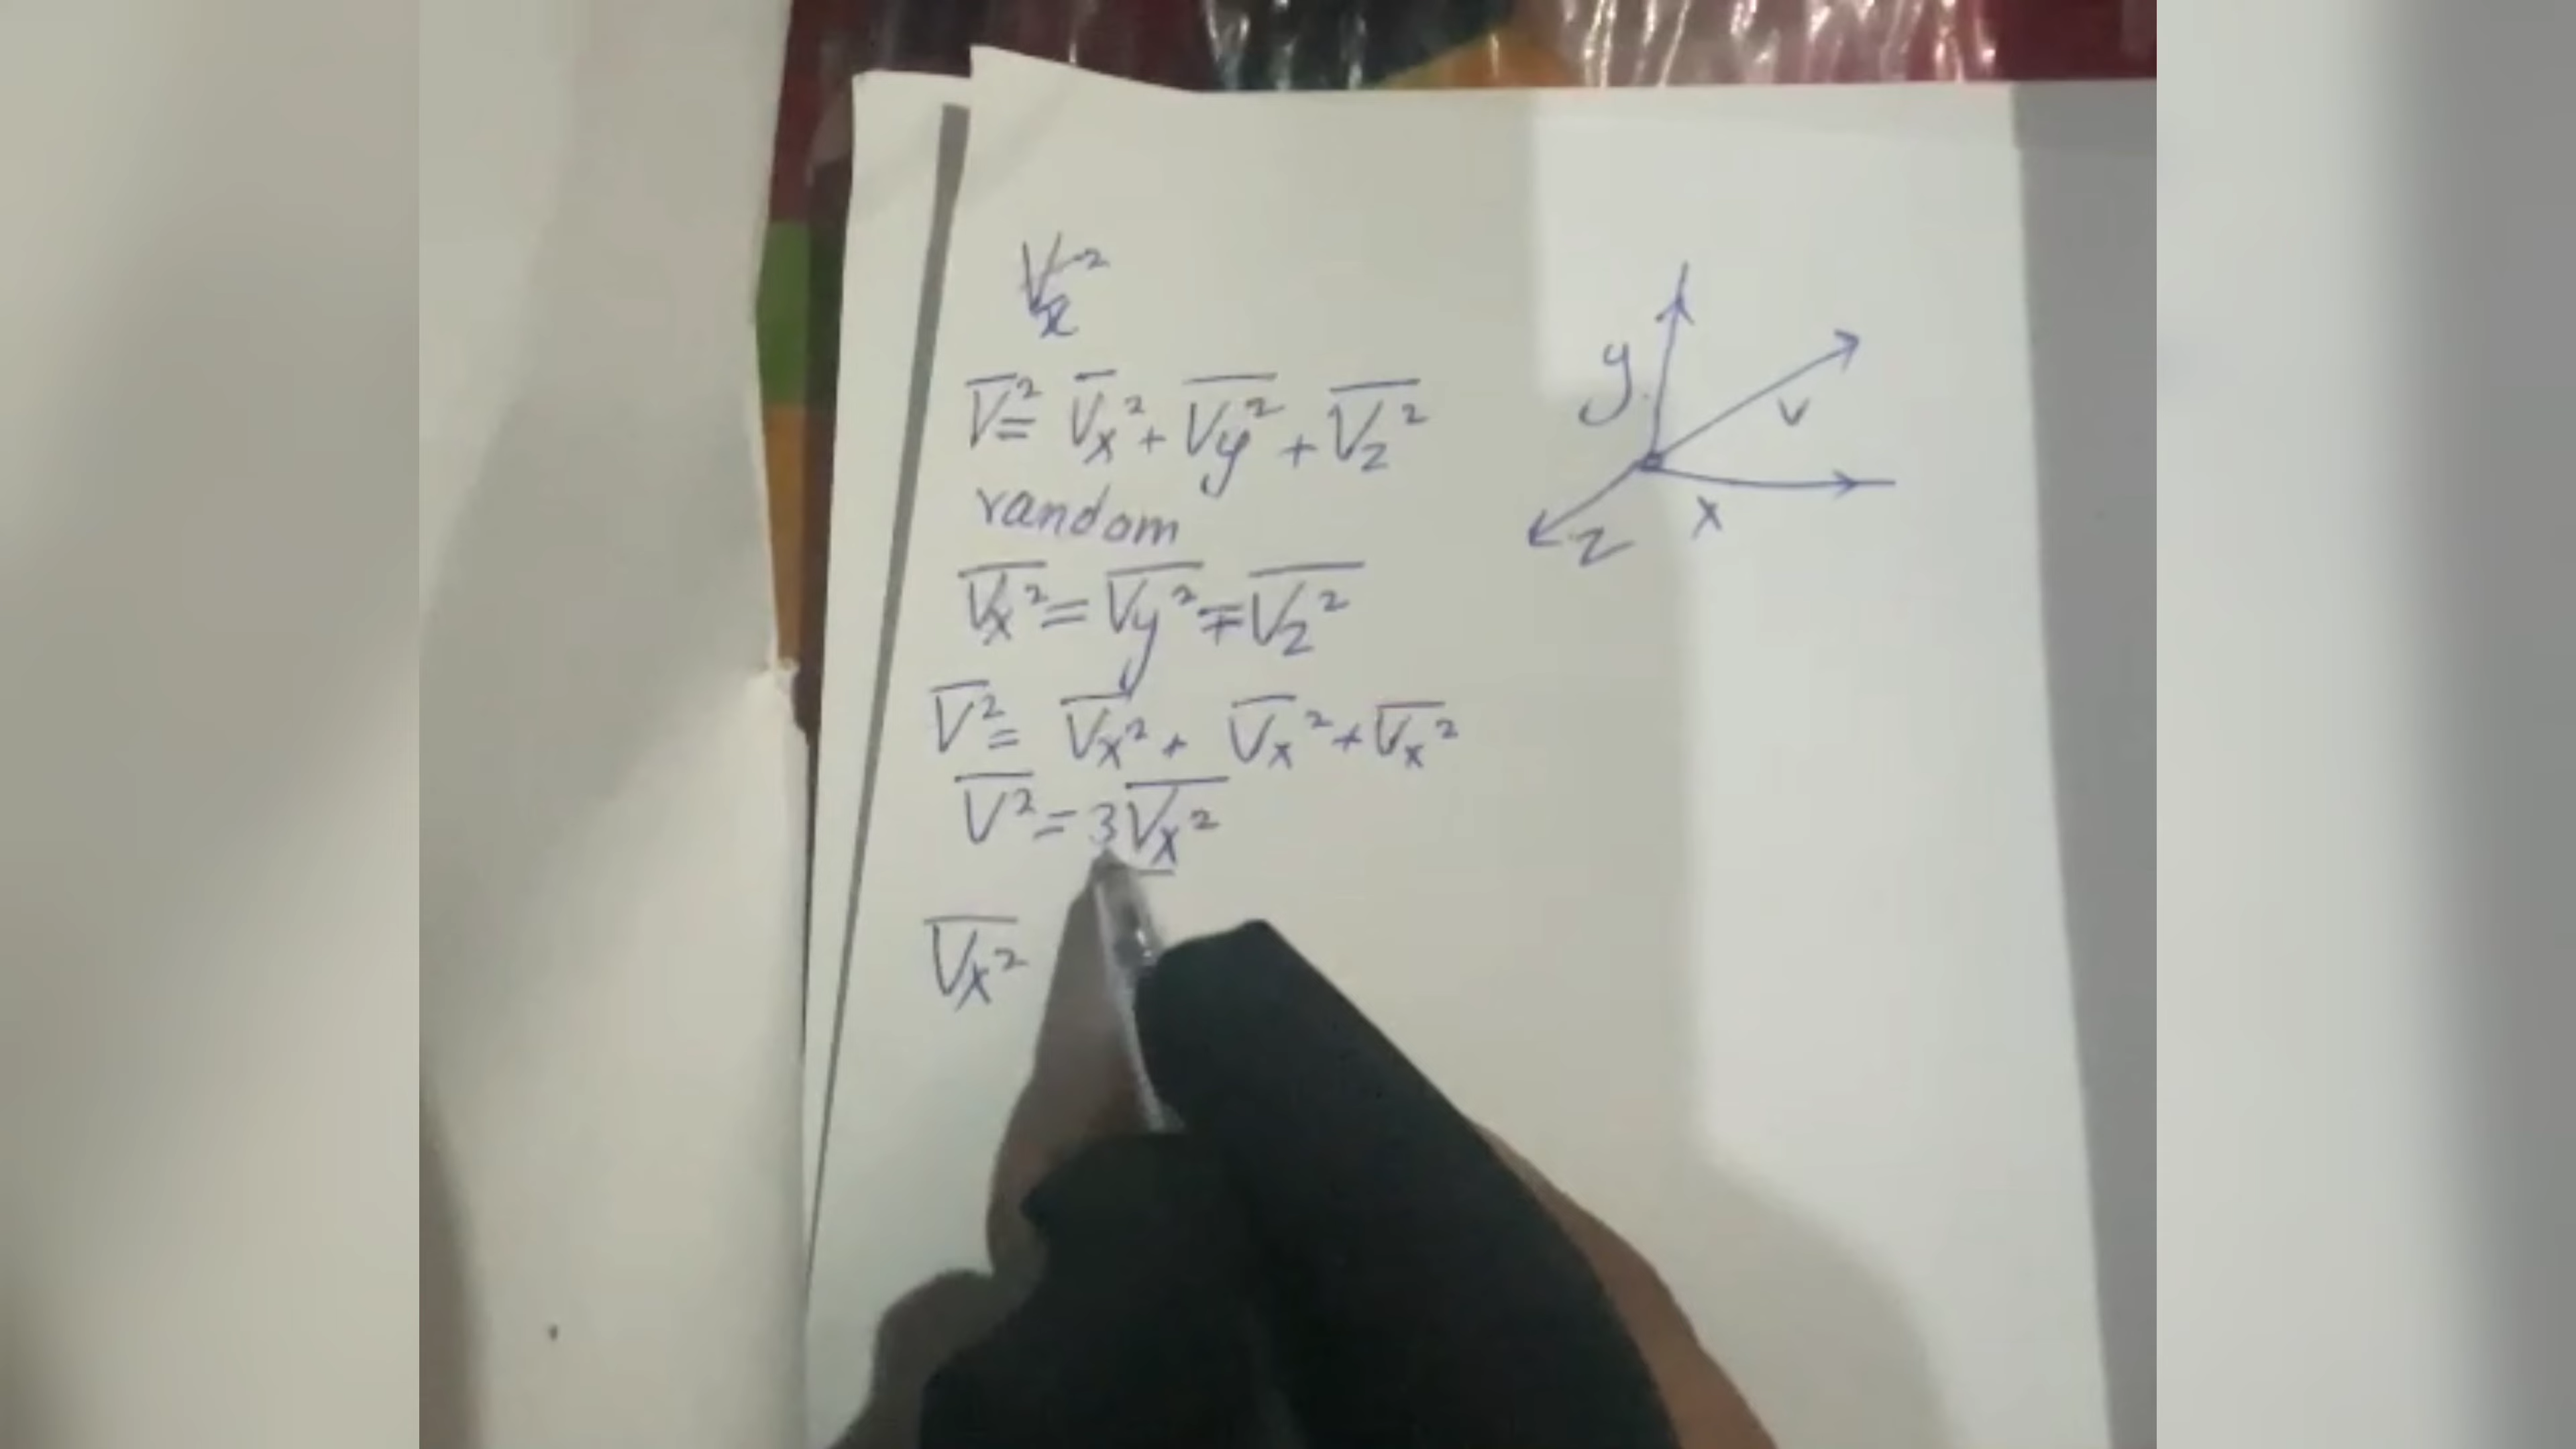 Vx²
V̅² = V̅x² + V̅y² + V̅z²
random
V̅x² = V̅y² = V̅z²
V̅² = V̅x² + V̅x² + V̅x²
V̅² = 3V̅x²
V̅x²
y
v
x
z